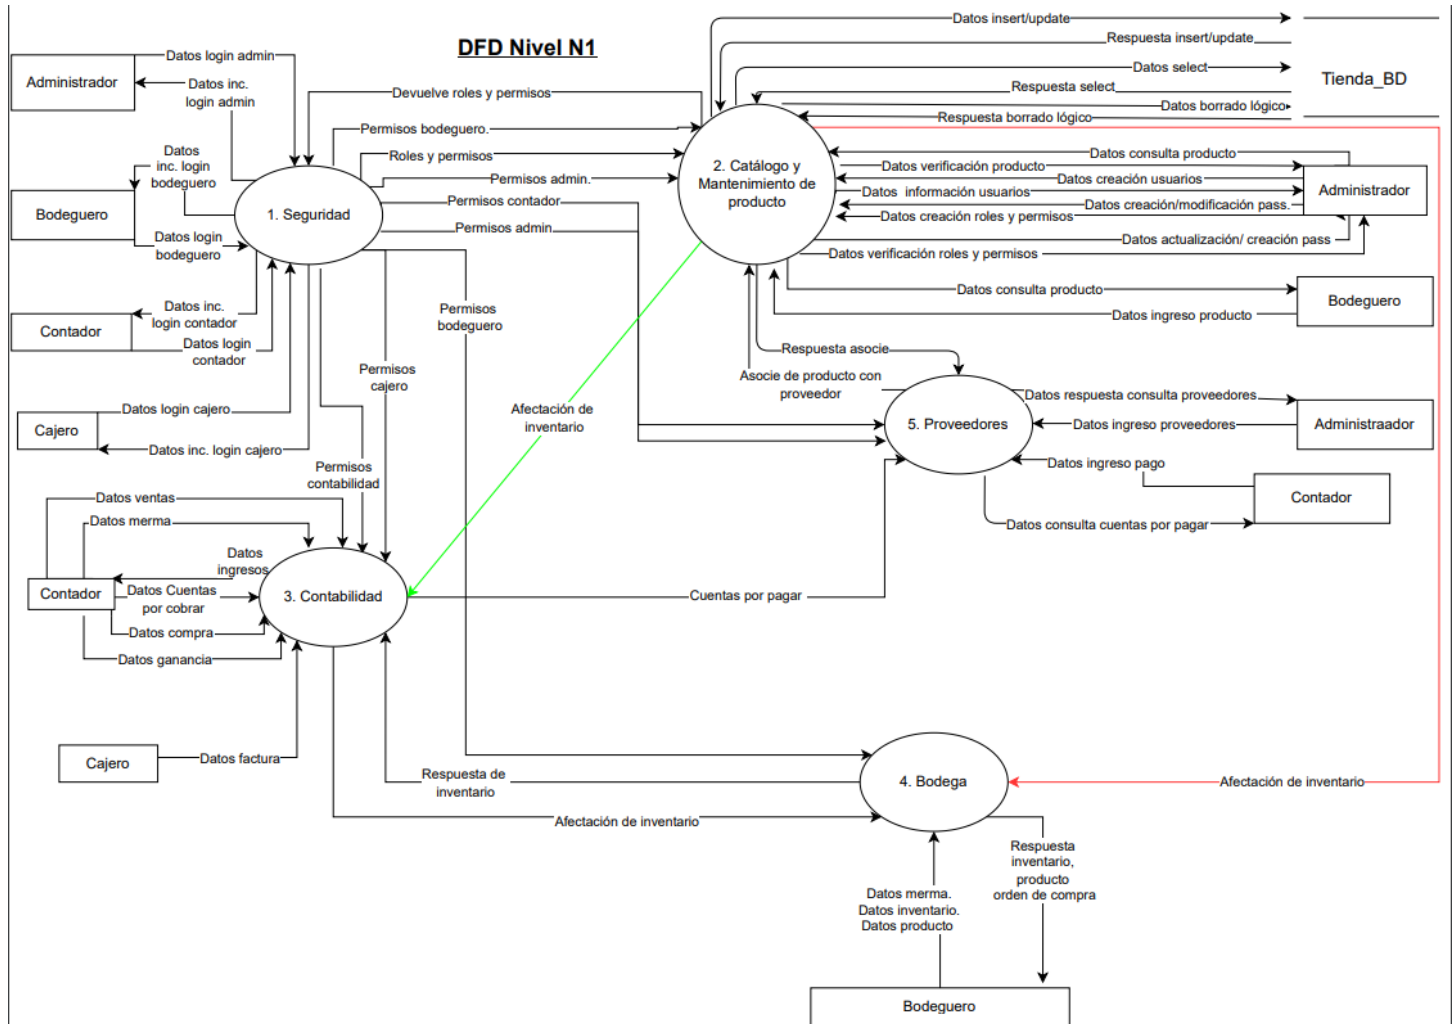 DFD Nivel N1
Datos insert/update
Respuesta insert/update
Datos select
Respuesta select
Datos borrado lógico
Respuesta borrado lógico
Tienda_BD
Administrador
Datos login admin
Datos inc.
login admin
Devuelve roles y permisos
Permisos bodeguero.
Roles y permisos
Permisos admin.
Permisos contador
Permisos admin
Datos
inc. login
bodeguero
Bodeguero
Datos login
bodeguero
1. Seguridad
2. Catálogo y
Mantenimiento de
producto
Datos consulta producto
Datos verificación producto
Datos creación usuarios
Datos información usuarios
Datos creación/modificación pass.
Datos creación roles y permisos
Datos actualización/ creación pass
Datos verificación roles y permisos
Administrador
Datos consulta producto
Datos ingreso producto
Bodeguero
Datos inc.
login contador
Contador
Datos login
contador
Permisos
bodeguero
Permisos
cajero
Respuesta asocie
Asocie de producto con
proveedor
Afectación de
inventario
Datos login cajero
Cajero
Datos inc. login cajero
5. Proveedores
Datos respuesta consulta proveedores
Datos ingreso proveedores
Administraador
Datos ingreso pago
Contador
Datos consulta cuentas por pagar
Permisos
contabilidad
Datos ventas
Datos merma
Datos
ingresos
Contador
Datos Cuentas
por cobrar
Datos compra
Datos ganancia
3. Contabilidad
Cuentas por pagar
Cajero
Datos factura
Respuesta de
inventario
4. Bodega
Afectación de inventario
Afectación de inventario
Respuesta
inventario,
producto
orden de compra
Datos merma.
Datos inventario.
Datos producto
Bodeguero